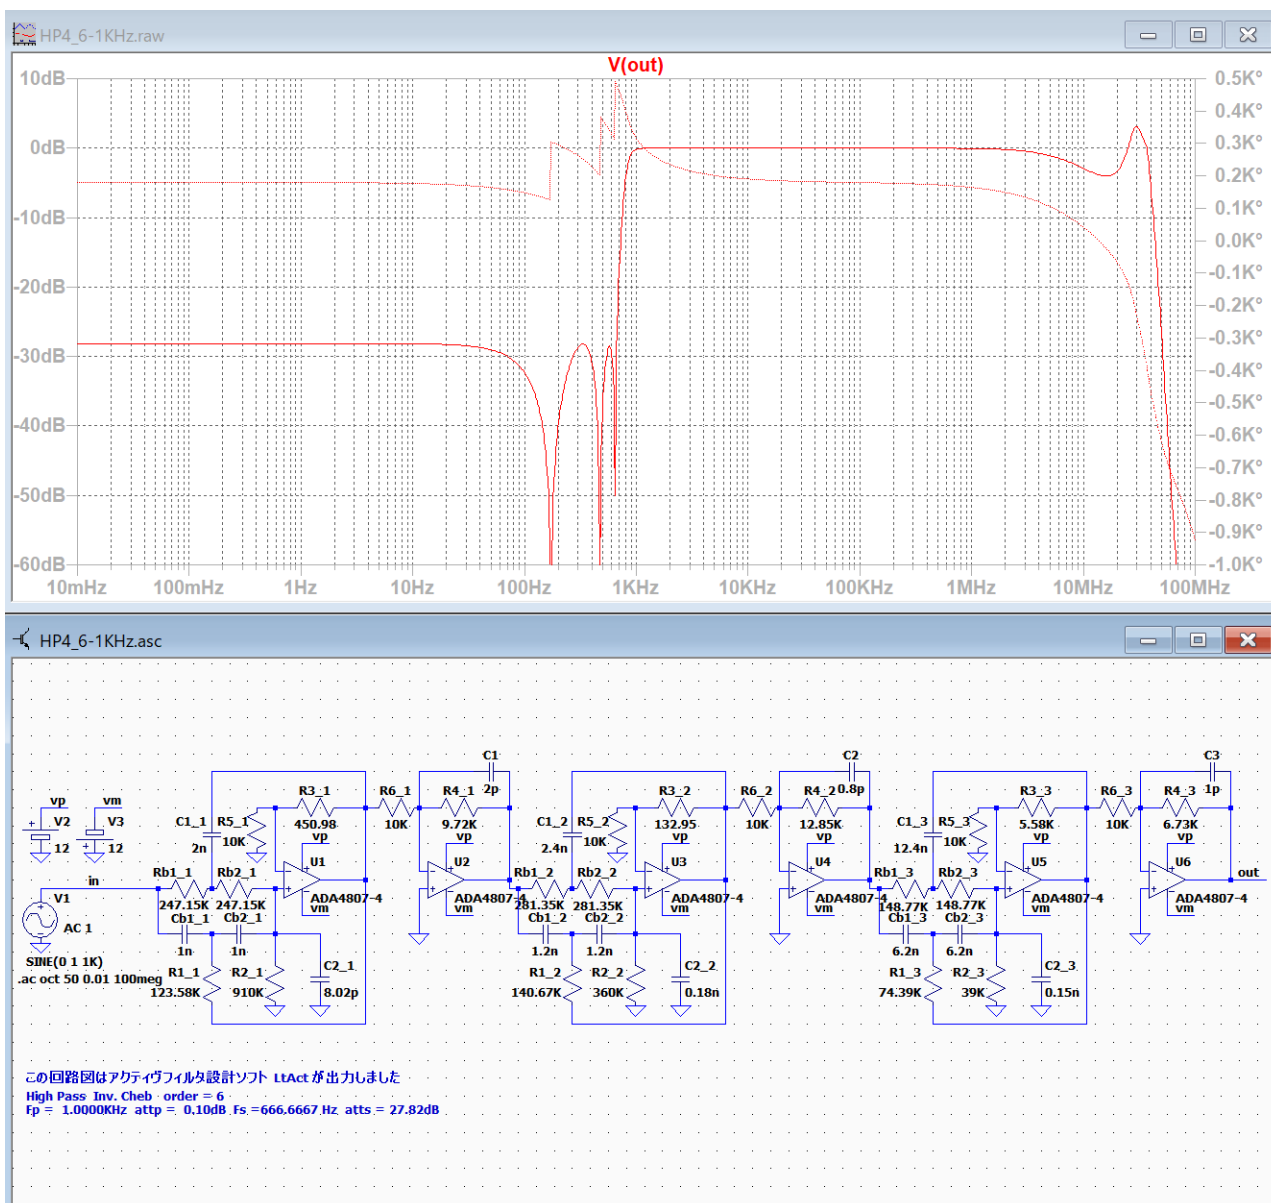 HP4_6-1KHz.raw
V(out)
10dB
0dB
-10dB
-20dB
-30dB
-40dB
-50dB
-60dB
0.5K°
0.4K°
0.3K°
0.2K°
0.1K°
0.0K°
-0.1K°
-0.2K°
-0.3K°
-0.4K°
-0.5K°
-0.6K°
-0.7K°
-0.8K°
-0.9K°
-1.0K°
10mHz 100mHz 1Hz 10Hz 100Hz 1KHz 10KHz 100KHz 1MHz 10MHz 100MHz
HP4_6-1KHz.asc
vp
V2
12
vm
V3
12
in
V1
AC 1
SINE(0 1 1K)
.ac oct 50 0.01 100meg
C1_1
2n
R5_1
10K
R3_1
450.98
vp
U1
ADA4807-4
vm
Rb1_1
247.15K
Rb2_1
247.15K
Cb1_1
1n
Cb2_1
1n
R1_1
123.58K
R2_1
910K
C2_1
8.02p
R6_1
10K
C1
2p
R4_1
9.72K
vp
U2
ADA4807-4
vm
C1_2
2.4n
R5_2
10K
R3_2
132.95
vp
U3
ADA4807-4
vm
Rb1_2
281.35K
Rb2_2
281.35K
Cb1_2
1.2n
Cb2_2
1.2n
R1_2
140.67K
R2_2
360K
C2_2
0.18n
R6_2
10K
C2
0.8p
R4_2
12.85K
vp
U4
ADA4807-4
vm
C1_3
12.4n
R5_3
10K
R3_3
5.58K
vp
U5
ADA4807-4
vm
Rb1_3
148.77K
Rb2_3
148.77K
Cb1_3
6.2n
Cb2_3
6.2n
R1_3
74.39K
R2_3
39K
C2_3
0.15n
R6_3
10K
C3
1p
R4_3
6.73K
vp
U6
ADA4807-4
vm
out
この回路図はアクティヴフィルタ設計ソフト LtAct が出力しました
High Pass Inv. Cheb order = 6
Fp = 1.0000KHz attp = 0.10dB Fs =666.6667 Hz atts = 27.82dB